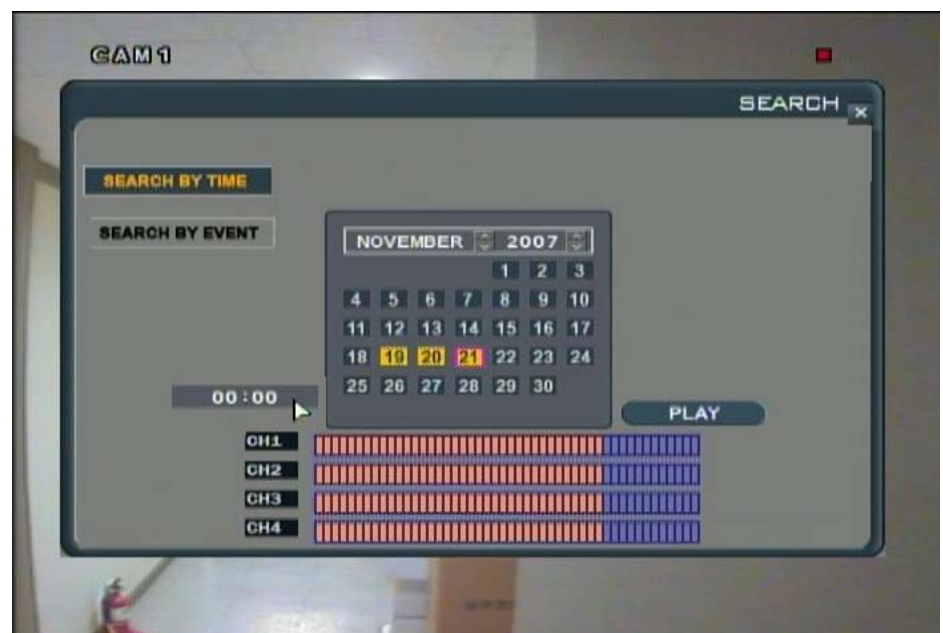 CAM 1
SEARCH
SEARCH BY TIME
SEARCH BY EVENT
NOVEMBER 2007
1 2 3
4 5 6 7 8 9 10
11 12 13 14 15 16 17
18 19 20 21 22 23 24
25 26 27 28 29 30
00:00
PLAY
CH1
CH2
CH3
CH4